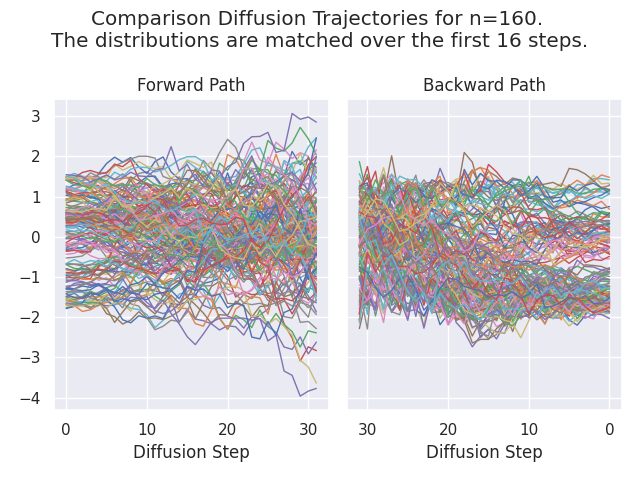 Comparison Diffusion Trajectories for n=160.
The distributions are matched over the first 16 steps.
Forward Path
Backward Path
3
2
1
0
−1
−2
−3
−4
0 10 20 30
30 20 10 0
Diffusion Step
Diffusion Step